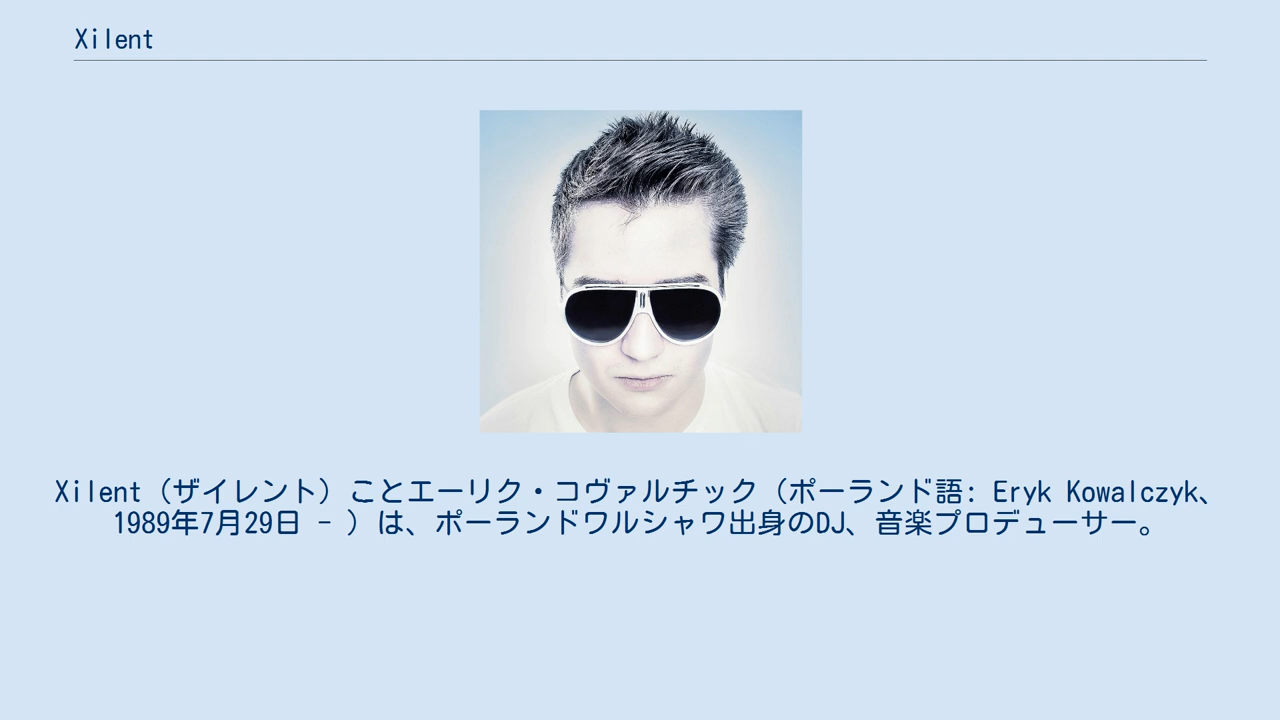 Xilent
Xilent（ザイレント）ことエーリク・コヴァルチック（ポーランド語: Eryk Kowalczyk、
1989年7月29日 - ）は、ポーランドワルシャワ出身のDJ、音楽プロデューサー。